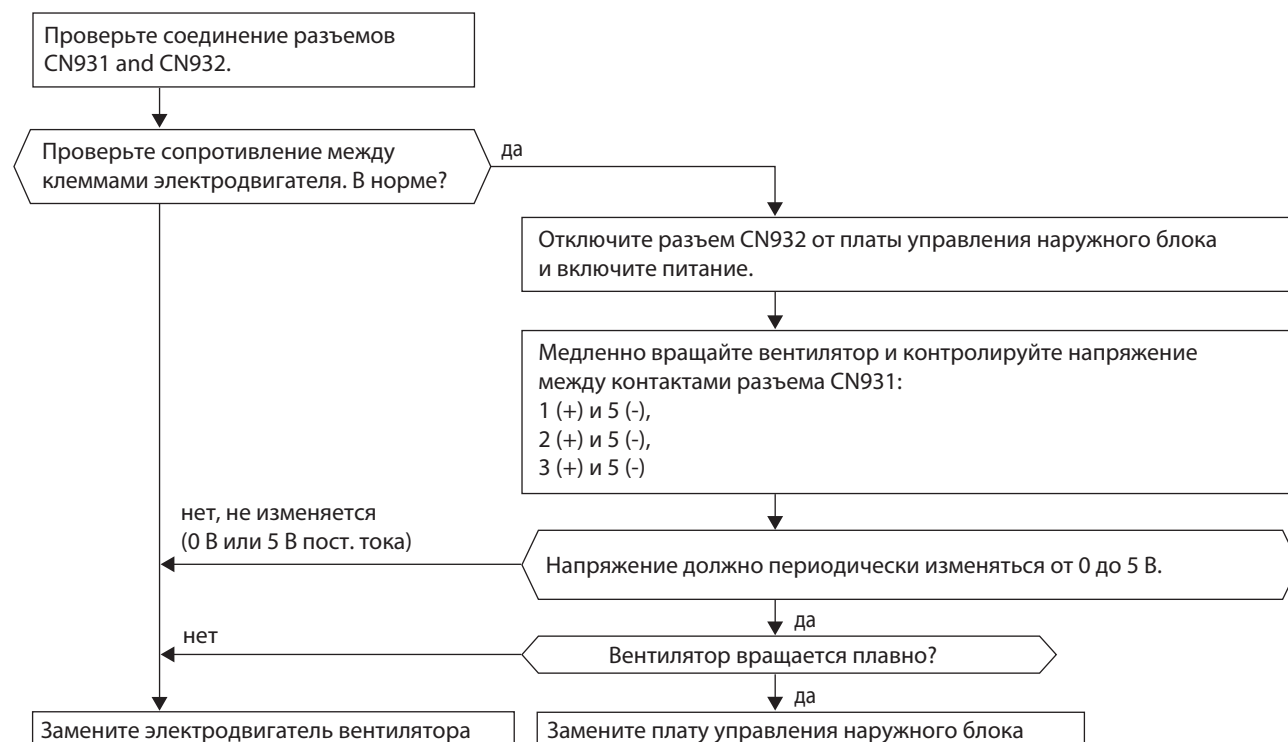 Проверьте соединение разъемов
CN931 and CN932.
Проверьте сопротивление между
клеммами электродвигателя. В норме?
да
Отключите разъем CN932 от платы управления наружного блока
и включите питание.
Медленно вращайте вентилятор и контролируйте напряжение
между контактами разъема CN931:
1 (+) и 5 (-),
2 (+) и 5 (-),
3 (+) и 5 (-)
нет, не изменяется
(0 В или 5 В пост. тока)
Напряжение должно периодически изменяться от 0 до 5 В.
да
нет
Вентилятор вращается плавно?
да
Замените электродвигатель вентилятора
Замените плату управления наружного блока